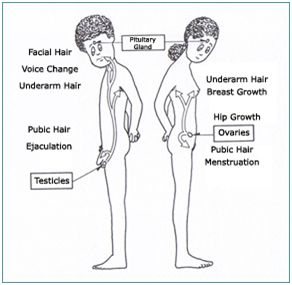 Pituitary
Gland
Facial Hair
Voice Change
Underarm Hair
Underarm Hair
Breast Growth
Pubic Hair
Ejaculation
Hip Growth
Ovaries
Pubic Hair
Menstruation
Testicles